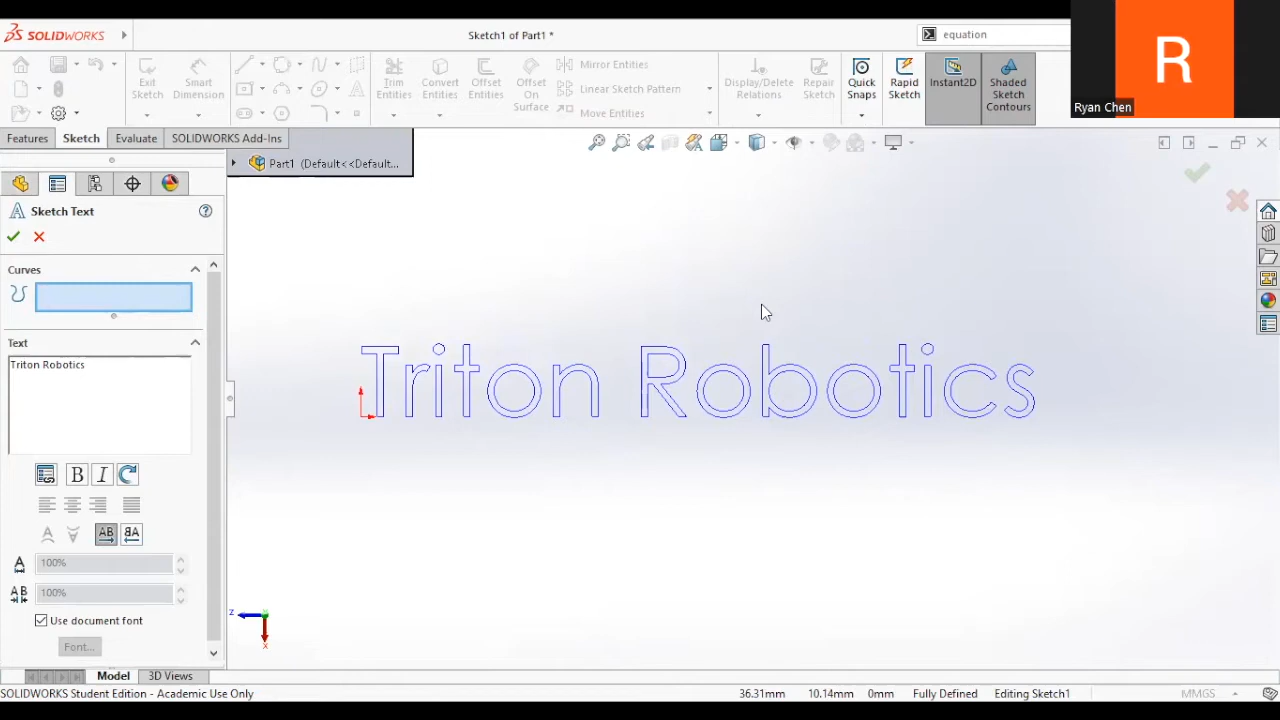 SOLIDWORKS
Sketch1 of Part1 *
equation
R
Ryan Chen
Exit Sketch
Smart Dimension
Trim Entities
Convert Entities
Offset Entities
Offset On Surface
Mirror Entities
Linear Sketch Pattern
Move Entities
Display/Delete Relations
Repair Sketch
Quick Snaps
Rapid Sketch
Instant2D
Shaded Sketch Contours
Features
Sketch
Evaluate
SOLIDWORKS Add-Ins
Part1 (Default<<Default...
Sketch Text
Curves
Text
Triton Robotics
Triton Robotics
B
I
AB
BA
A
100%
AB
100%
Use document font
Font...
z
x
Model
3D Views
SOLIDWORKS Student Edition - Academic Use Only
36.31mm
10.14mm
0mm
Fully Defined
Editing Sketch1
MMGS